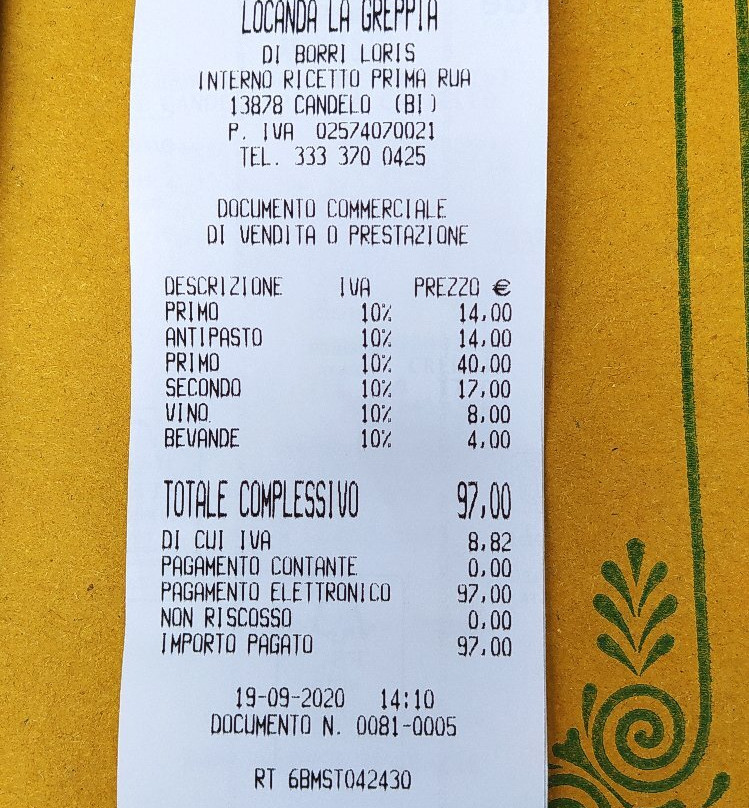 LOCANDA LA GREPPIA
DI BORRI LORIS
INTERNO RICETTO PRIMA RUA
13878 CANDELO (BI)
P. IVA 02574070021
TEL. 333 370 0425
DOCUMENTO COMMERCIALE
DI VENDITA O PRESTAZIONE
DESCRIZIONE IVA PREZZO €
PRIMO 10% 14,00
ANTIPASTO 10% 14,00
PRIMO 10% 40,00
SECONDO 10% 17,00
VINO 10% 8,00
BEVANDE 10% 4,00
TOTALE COMPLESSIVO 97,00
DI CUI IVA 8,82
PAGAMENTO CONTANTE 0,00
PAGAMENTO ELETTRONICO 97,00
NON RISCOSSO 0,00
IMPORTO PAGATO 97,00
19-09-2020 14:10
DOCUMENTO N. 0081-0005
RT 6BMST042430